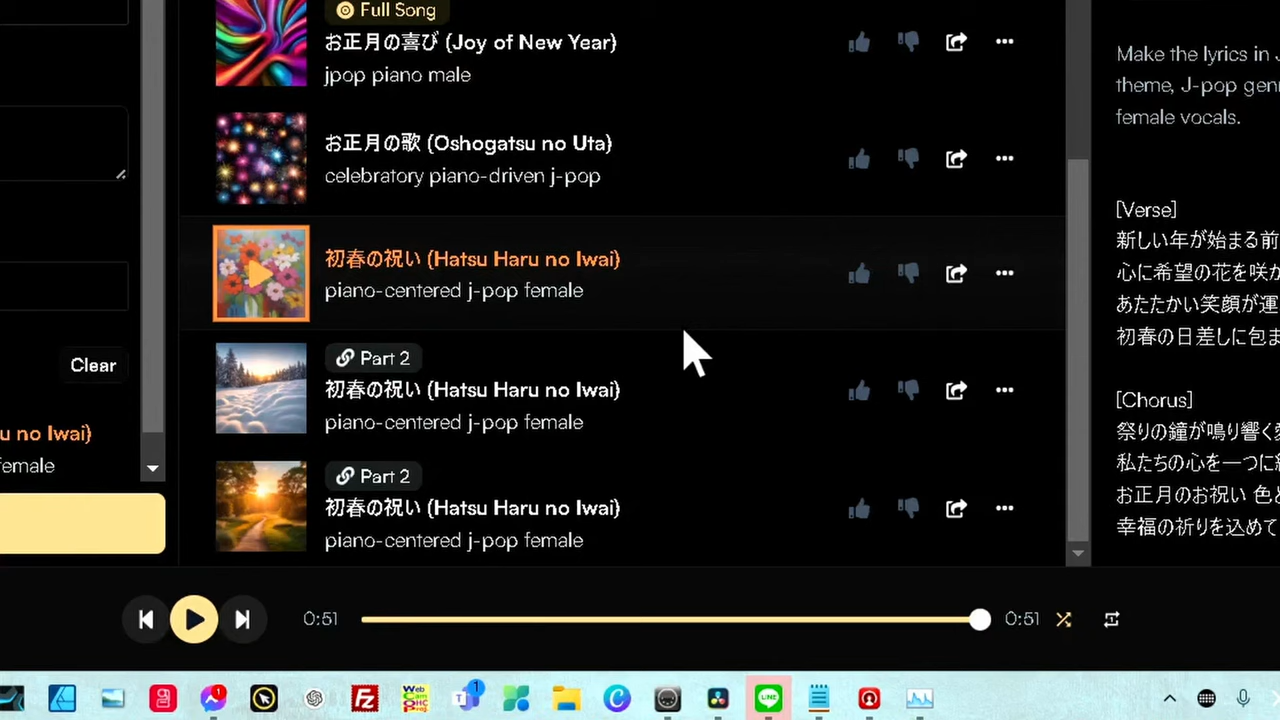 Full Song
お正月の喜び (Joy of New Year)
jpop piano male
お正月の歌 (Oshogatsu no Uta)
celebratory piano-driven j-pop
初春の祝い (Hatsu Haru no Iwai)
piano-centered j-pop female
Part 2
初春の祝い (Hatsu Haru no Iwai)
piano-centered j-pop female
Part 2
初春の祝い (Hatsu Haru no Iwai)
piano-centered j-pop female
Clear
u no Iwai)
female
Make the lyrics in J
theme, J-pop genr
female vocals.
[Verse]
新しい年が始まる前
心に希望の花を咲か
あたたかい笑顔が運
初春の日差しに包ま
[Chorus]
祭りの鐘が鳴り響く
私たちの心を一つに
お正月のお祝い 色と
幸福の祈りを込めて
0:51
0:51
1
1
LINE